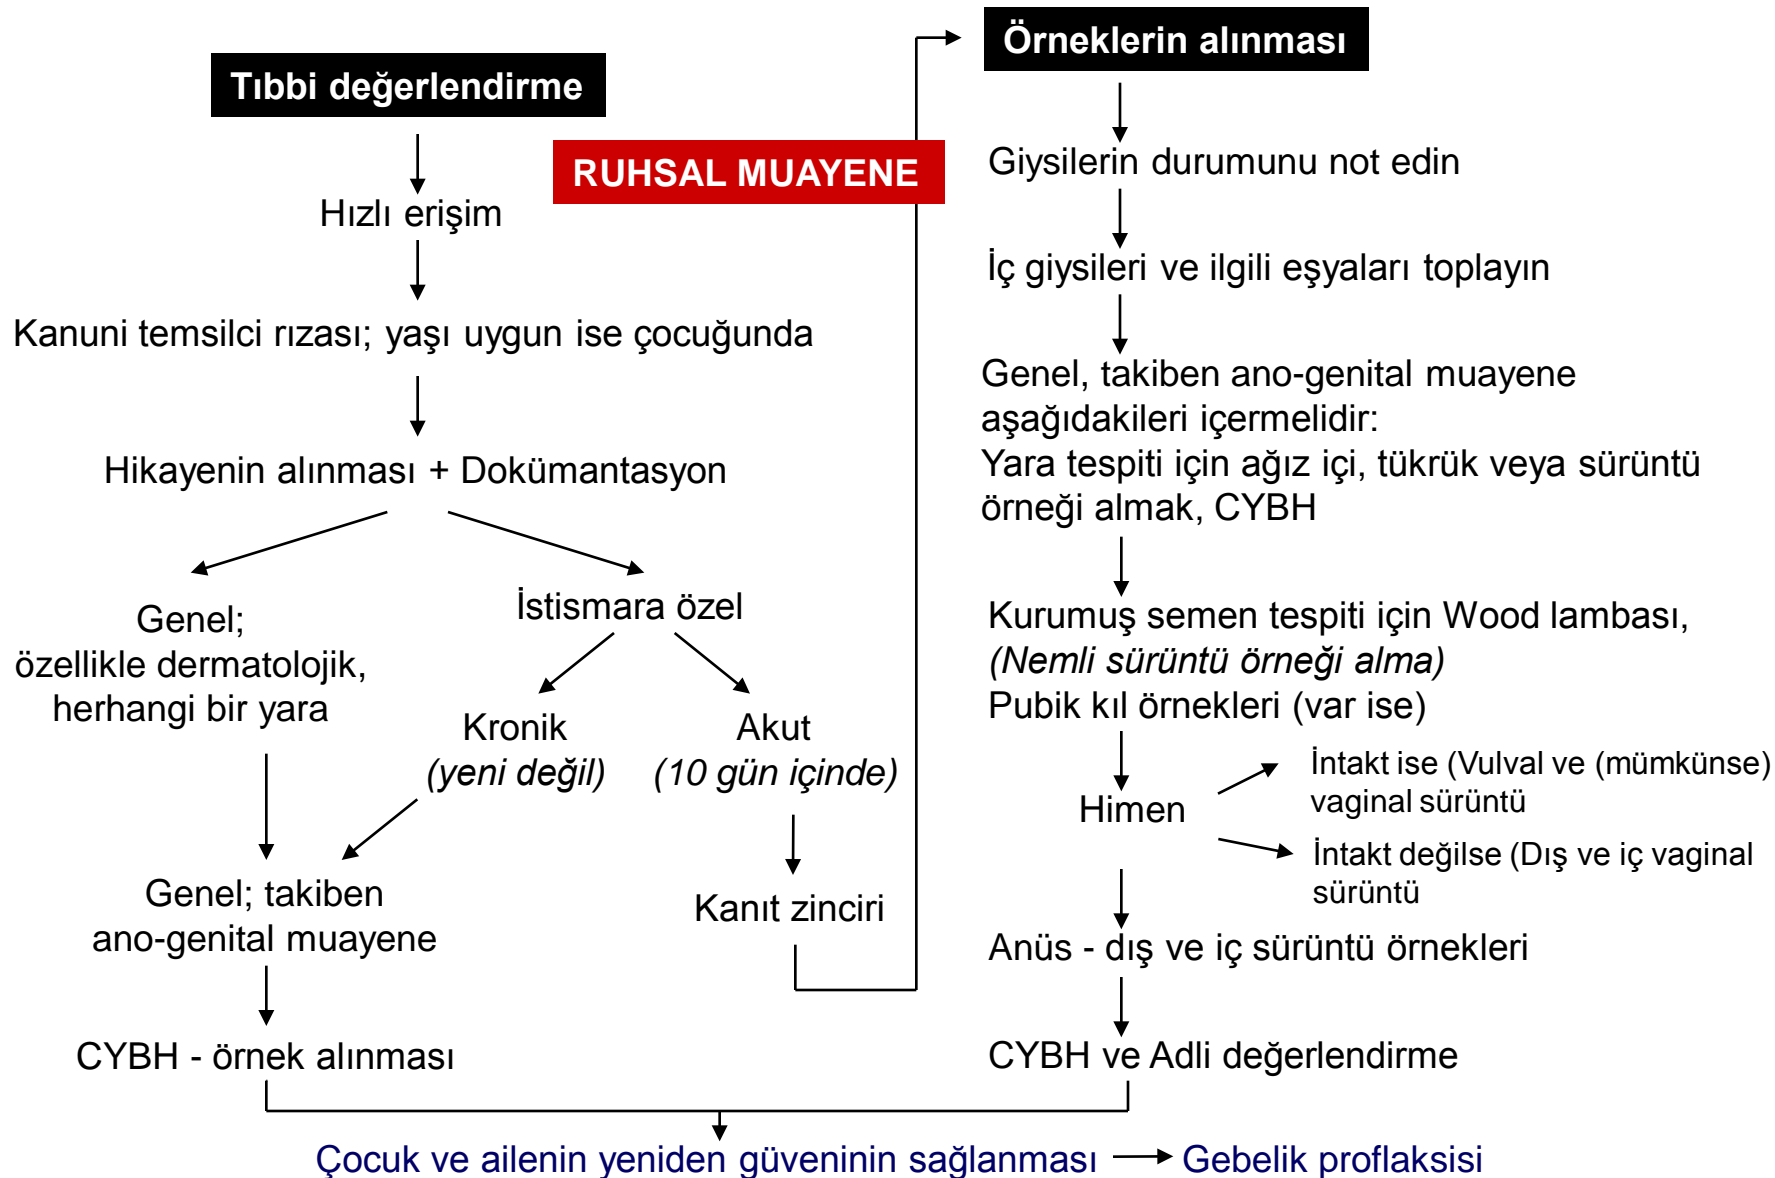 Tıbbi değerlendirme
RUHSAL MUAYENE
Hızlı erişim
Kanuni temsilci rızası; yaşı uygun ise çocuğunda
Hikayenin alınması + Dokümantasyon
Genel;
özellikle dermatolojik,
herhangi bir yara
İstismara özel
Kronik
(yeni değil)
Akut
(10 gün içinde)
Genel; takiben
ano-genital muayene
Kanıt zinciri
CYBH - örnek alınması
Örneklerin alınması
Giysilerin durumunu not edin
İç giysileri ve ilgili eşyaları toplayın
Genel, takiben ano-genital muayene
aşağıdakileri içermelidir:
Yara tespiti için ağız içi, tükrük veya sürüntü
örneği almak, CYBH
Kurumuş semen tespiti için Wood lambası,
(Nemli sürüntü örneği alma)
Pubik kıl örnekleri (var ise)
Himen
İntakt ise (Vulval ve (mümkünse)
vaginal sürüntü
İntakt değilse (Dış ve iç vaginal
sürüntü
Anüs - dış ve iç sürüntü örnekleri
CYBH ve Adli değerlendirme
Çocuk ve ailenin yeniden güveninin sağlanması
Gebelik proflaksisi